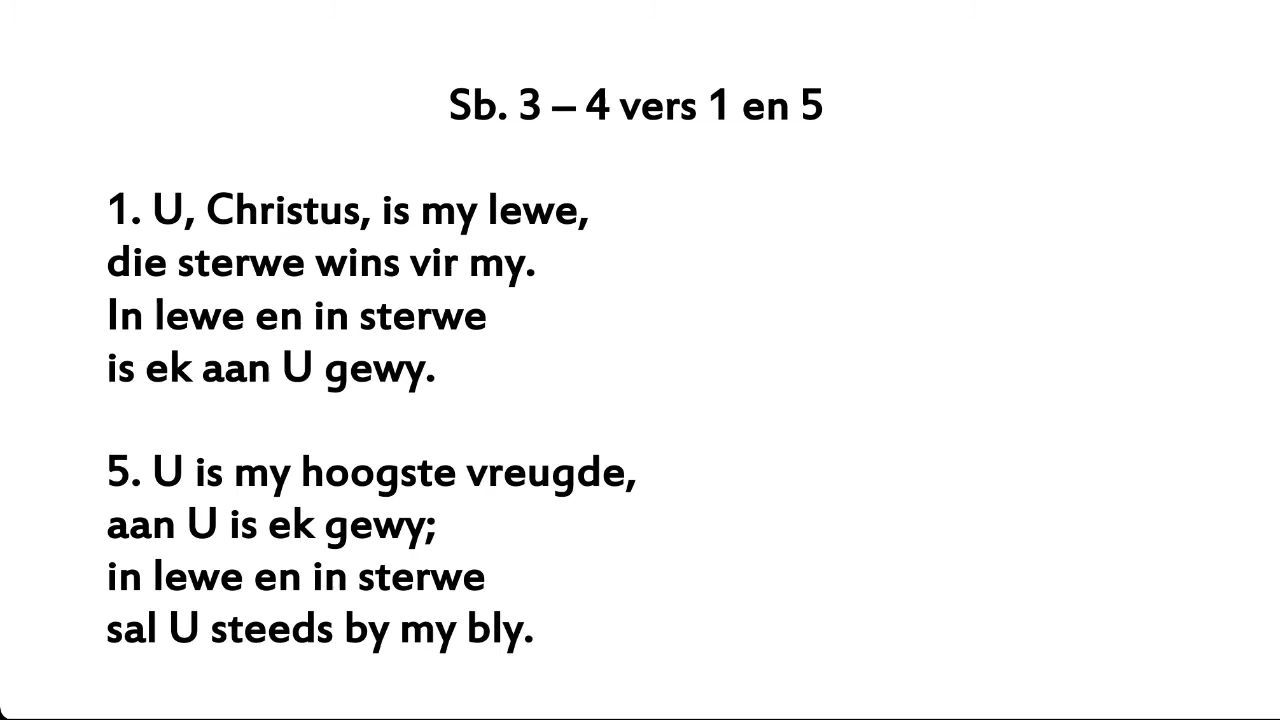 Sb. 3 – 4 vers 1 en 5
1. U, Christus, is my lewe,
die sterwe wins vir my.
In lewe en in sterwe
is ek aan U gewy.
5. U is my hoogste vreugde,
aan U is ek gewy;
in lewe en in sterwe
sal U steeds by my bly.